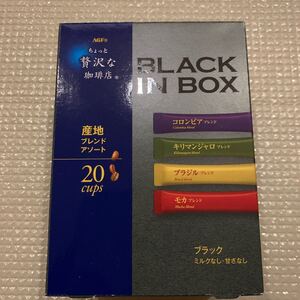 AGF®
ちょっと
贅沢な
珈琲店®
BLACK
IN BOX
産地
ブレンド
アソート
20
cups
コロンビア ブレンド
Colombia blend
キリマンジャロ ブレンド
Kilimanjaro blend
ブラジル ブレンド
Brazil blend
モカ ブレンド
Mocha blend
ブラック
ミルクなし・甘さなし